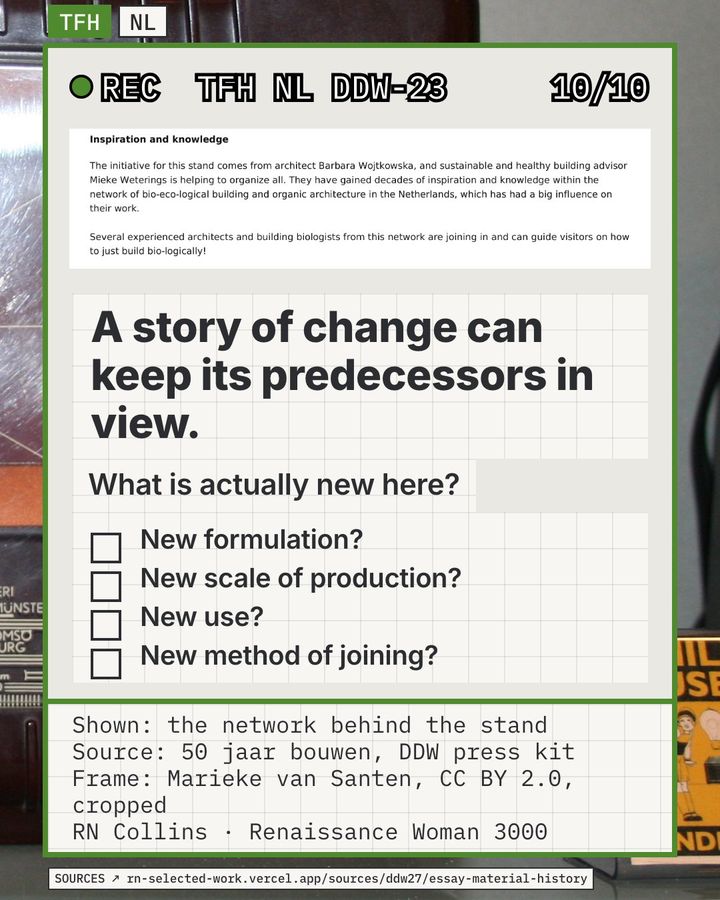 TFH NL
REC TFH NL DDW-23 10/10
Inspiration and knowledge
The initiative for this stand comes from architect Barbara Wojtkowska, and sustainable and healthy building advisor
Mieke Weterings is helping to organize all. They have gained decades of inspiration and knowledge within the
network of bio-eco-logical building and organic architecture in the Netherlands, which has had a big influence on
their work.
Several experienced architects and building biologists from this network are joining in and can guide visitors on how
to just build bio-logically!
A story of change can
keep its predecessors in
view.
What is actually new here?
New formulation?
New scale of production?
New use?
New method of joining?
Shown: the network behind the stand
Source: 50 jaar bouwen, DDW press kit
Frame: Marieke van Santen, CC BY 2.0,
cropped
RN Collins · Renaissance Woman 3000
SOURCES ↗ rn-selected-work.vercel.app/sources/ddw27/essay-material-history